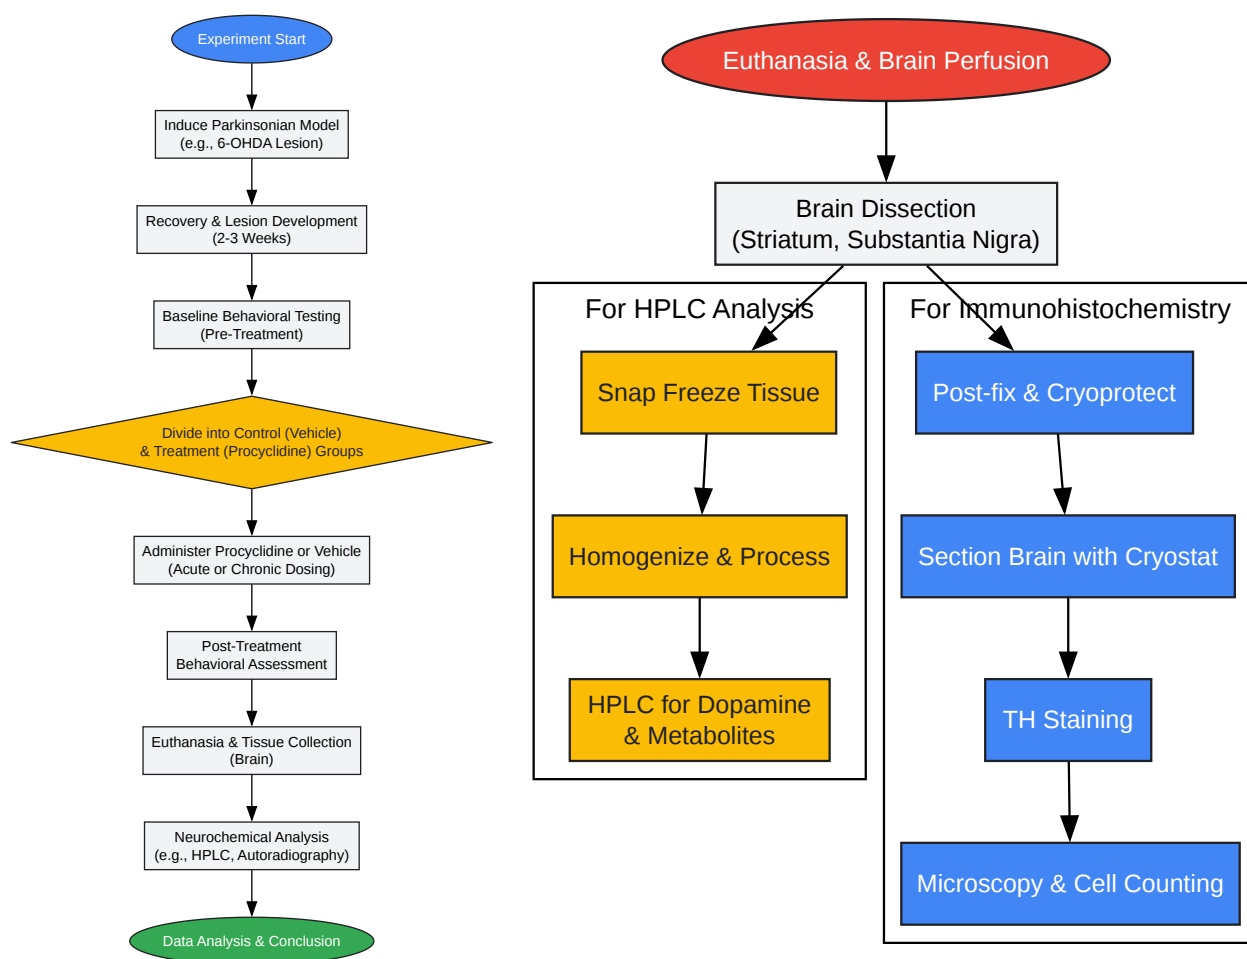 Experiment Start
Induce Parkinsonian Model
(e.g., 6-OHDA Lesion)
Recovery & Lesion Development
(2-3 Weeks)
Baseline Behavioral Testing
(Pre-Treatment)
Divide into Control (Vehicle)
& Treatment (Procyclidine) Groups
Administer Procyclidine or Vehicle
(Acute or Chronic Dosing)
Post-Treatment
Behavioral Assessment
Euthanasia & Tissue Collection
(Brain)
Neurochemical Analysis
(e.g., HPLC, Autoradiography)
Data Analysis & Conclusion
Euthanasia & Brain Perfusion
Brain Dissection
(Striatum, Substantia Nigra)
For HPLC Analysis
Snap Freeze Tissue
Homogenize & Process
HPLC for Dopamine
& Metabolites
For Immunohistochemistry
Post-fix & Cryoprotect
Section Brain with Cryostat
TH Staining
Microscopy & Cell Counting